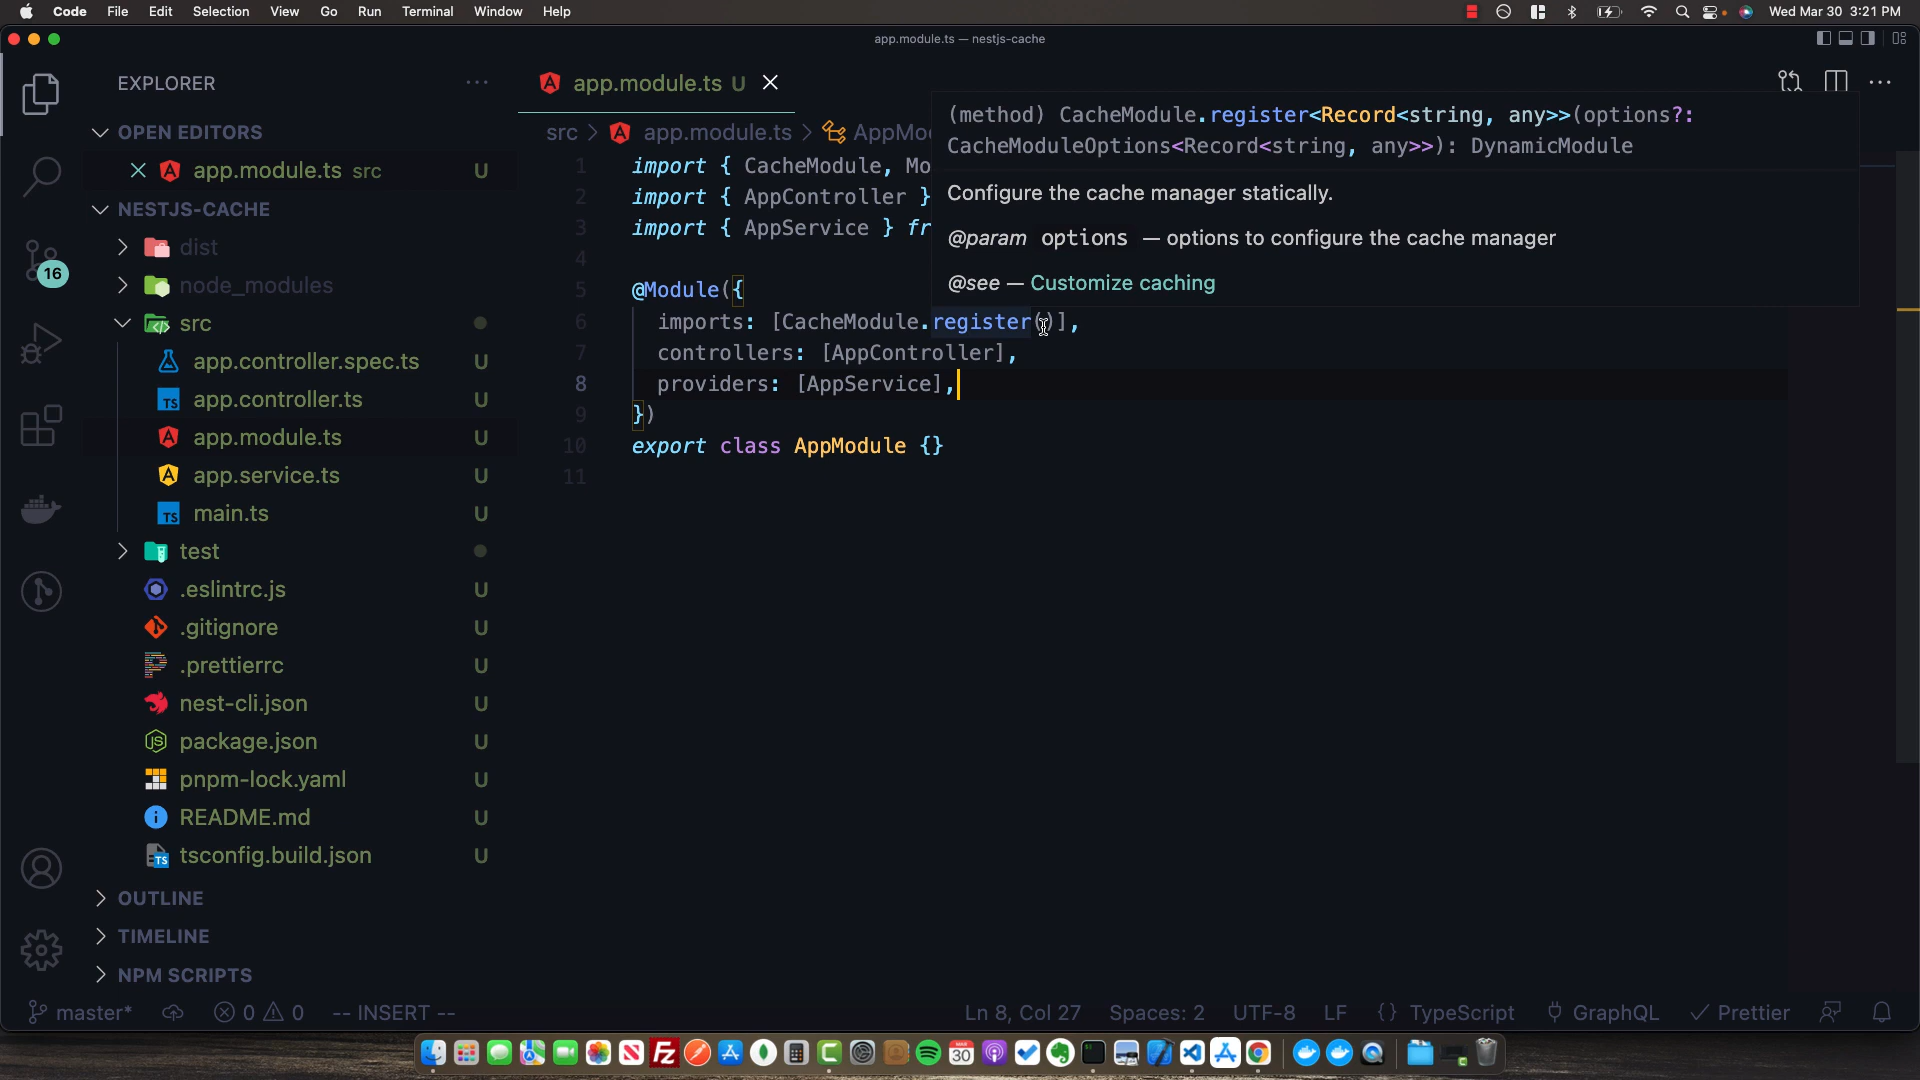 Code File Edit Selection View Go Run Terminal Window Help
Wed Mar 30 3:21 PM
app.module.ts — nestjs-cache
EXPLORER
OPEN EDITORS
app.module.ts src U
NESTJS-CACHE
dist
node_modules
src
app.controller.spec.ts U
app.controller.ts U
app.module.ts U
app.service.ts U
main.ts U
test
.eslintrc.js U
.gitignore U
.prettierrc U
nest-cli.json U
package.json U
pnpm-lock.yaml U
README.md U
tsconfig.build.json U
OUTLINE
TIMELINE
NPM SCRIPTS
16
app.module.ts U
src > app.module.ts > AppMo
(method) CacheModule.register<Record<string, any>>(options?:
CacheModuleOptions<Record<string, any>>): DynamicModule
Configure the cache manager statically.
@param options — options to configure the cache manager
@see — Customize caching
1 import { CacheModule, Mo
2 import { AppController }
3 import { AppService } fr
4
5 @Module({
6 imports: [CacheModule.register()],
7 controllers: [AppController],
8 providers: [AppService],
9 })
10 export class AppModule {}
11
master* 0 0 -- INSERT --
Ln 8, Col 27 Spaces: 2 UTF-8 LF {} TypeScript GraphQL Prettier
TS
TS
TS
JS
N
Fz
MAR
30